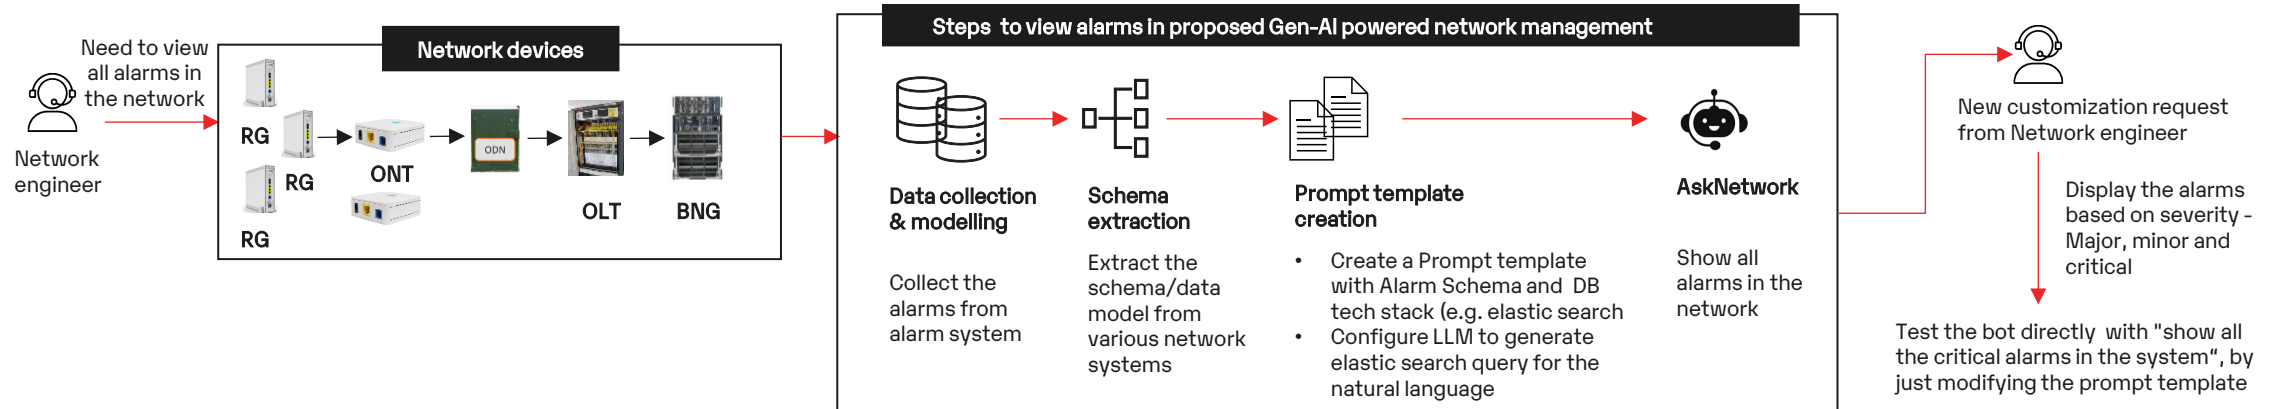 Need to view
all alarms in
the network
Network
engineer
Network devices
RG
RG
RG
ONT
ODN
OLT
BNG
Steps to view alarms in proposed Gen-AI powered network management
Data collection
& modelling
Collect the
alarms from
alarm system
Schema
extraction
Extract the
schema/data
model from
various network
systems
Prompt template
creation
• Create a Prompt template
with Alarm Schema and DB
tech stack (e.g. elastic search
• Configure LLM to generate
elastic search query for the
natural language
AskNetwork
Show all
alarms in the
network
New customization request
from Network engineer
Display the alarms
based on severity -
Major, minor and
critical
Test the bot directly with "show all
the critical alarms in the system", by
just modifying the prompt template